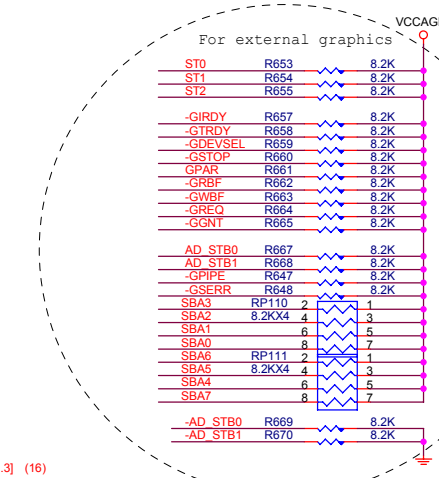 VCCAG
For external graphics
ST0 R653 8.2K
ST1 R654 8.2K
ST2 R655 8.2K
-GIRDY R657 8.2K
-GTRDY R658 8.2K
-GDEVSEL R659 8.2K
-GSTOP R660 8.2K
GPAR R661 8.2K
-GRBF R662 8.2K
-GWBF R663 8.2K
-GREQ R664 8.2K
-GGNT R665 8.2K
AD_STB0 R667 8.2K
AD_STB1 R668 8.2K
-GPIPE R647 8.2K
-GSERR R648 8.2K
SBA3 RP110 2 1
SBA2 8.2KX4 4 3
SBA1 6 5
SBA0 8 7
SBA6 RP111 2 1
SBA5 8.2KX4 4 3
SBA4 6 5
SBA7 8 7
-AD_STB0 R669 8.2K
-AD_STB1 R670 8.2K
.3] (16)